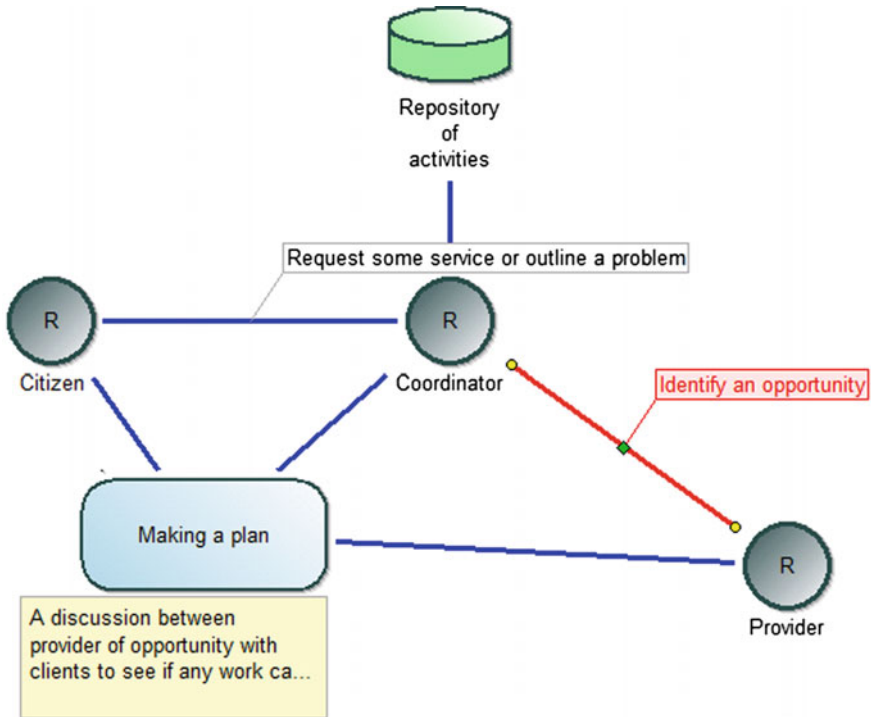 Repository
of
activities
Request some service or outline a problem
R
R
Citizen
Coordinator
Identify an opportunity
Making a plan
R
Provider
A discussion between
provider of opportunity with
clients to see if any work ca...